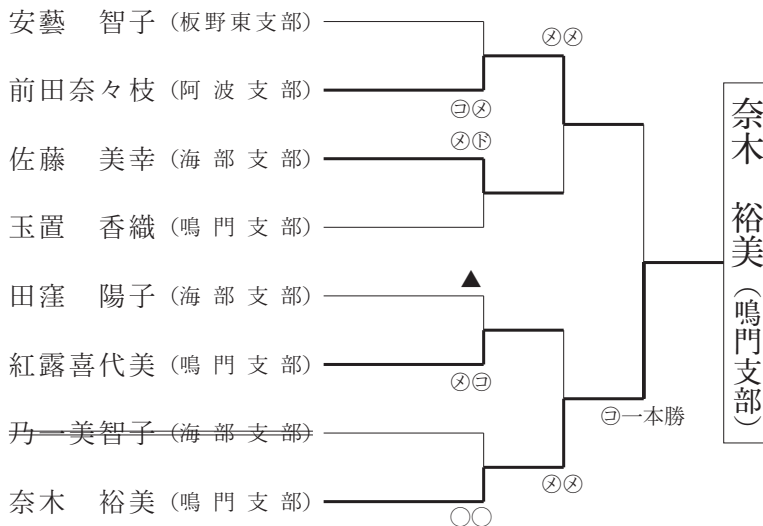 安藝　智子（板野東支部）
㋱㋱
前田奈々枝（阿波支部）
㋙㋱
佐藤　美幸（海部支部）
㋱㋣
玉置　香織（鳴門支部）
田窪　陽子（海部支部）
▲
紅露喜代美（鳴門支部）
㋱㋙
㋙一本勝
乃一美智子（海部支部）
奈木　裕美（鳴門支部）
○○
㋱㋱
奈木　裕美（鳴門支部）